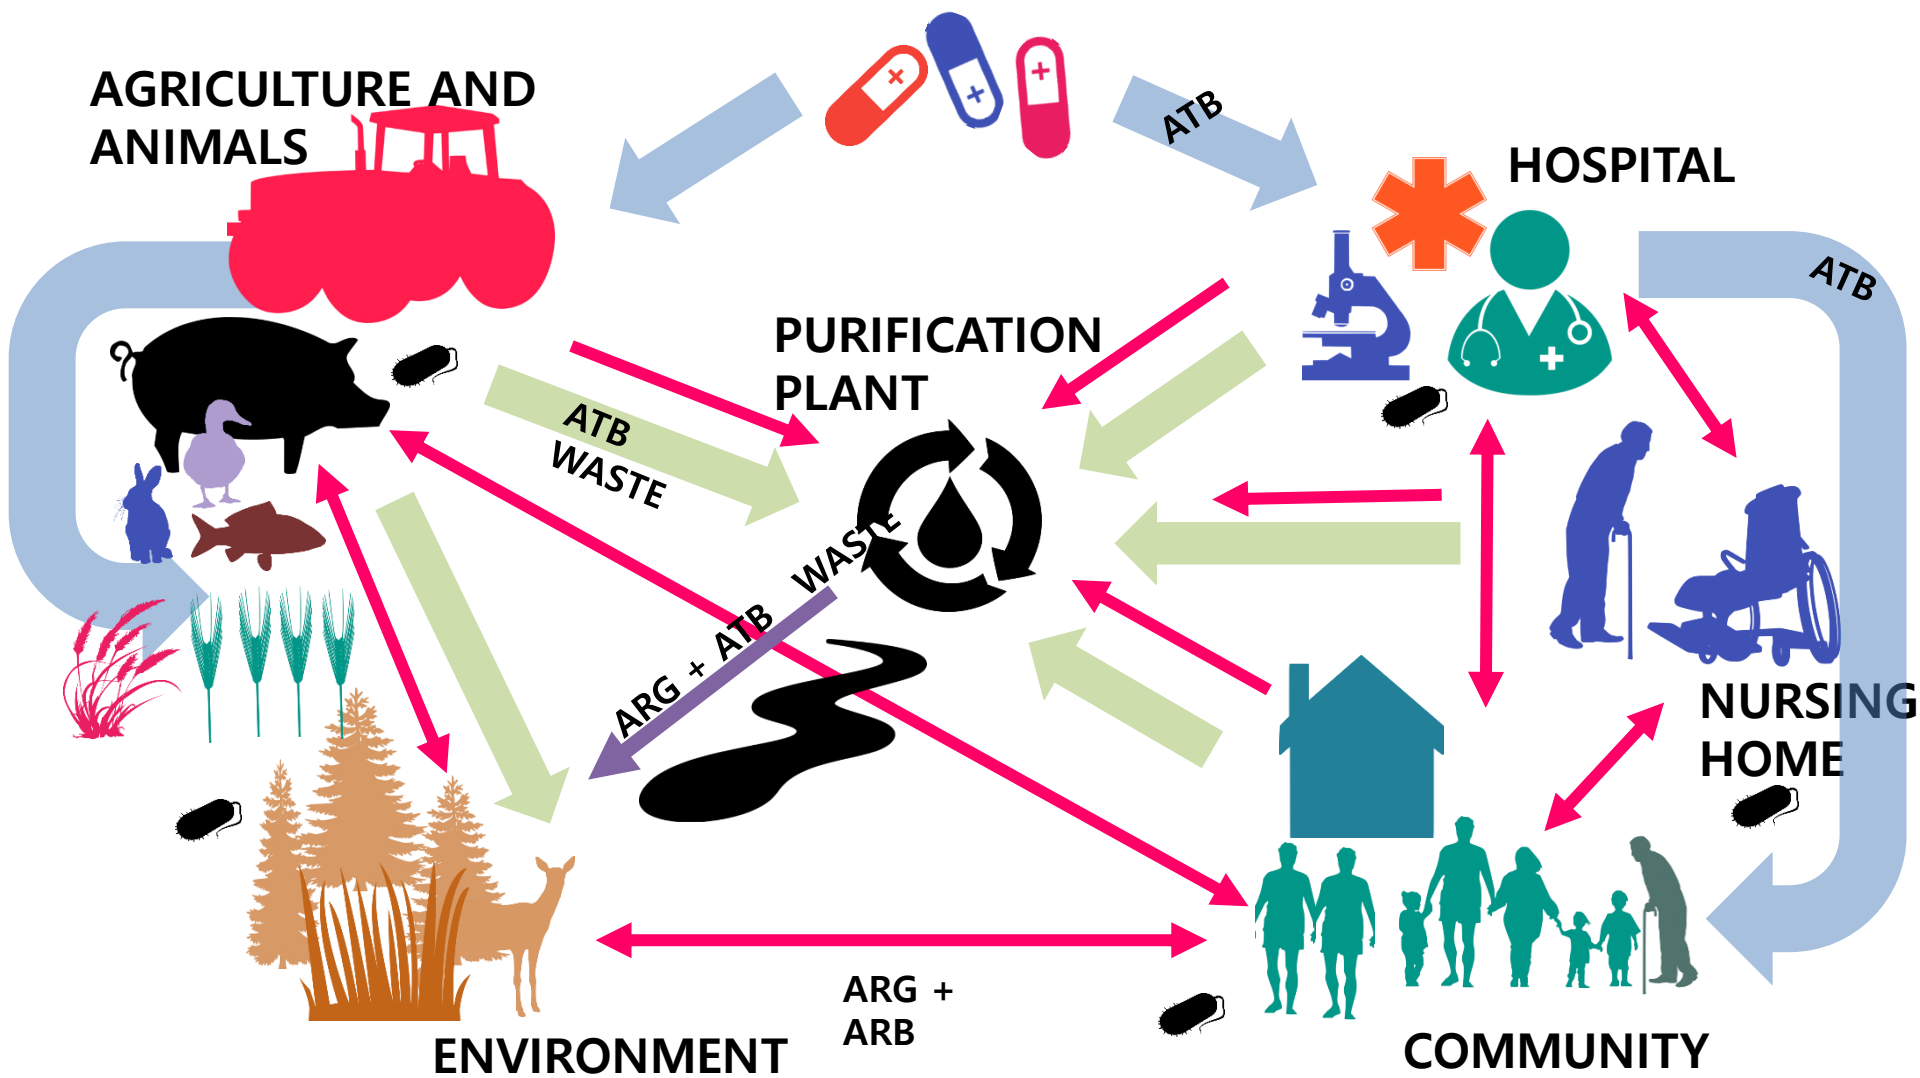 AGRICULTURE AND
ANIMALS
ATB
HOSPITAL
ATB
PURIFICATION
PLANT
ATB
WASTE
WASTE
ARG + ATB
NURSING
HOME
ARG +
ARB
ENVIRONMENT
COMMUNITY